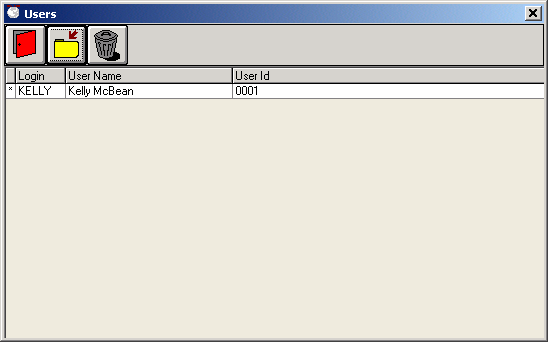 Users
Login User Name User Id
* KELLY Kelly McBean 0001